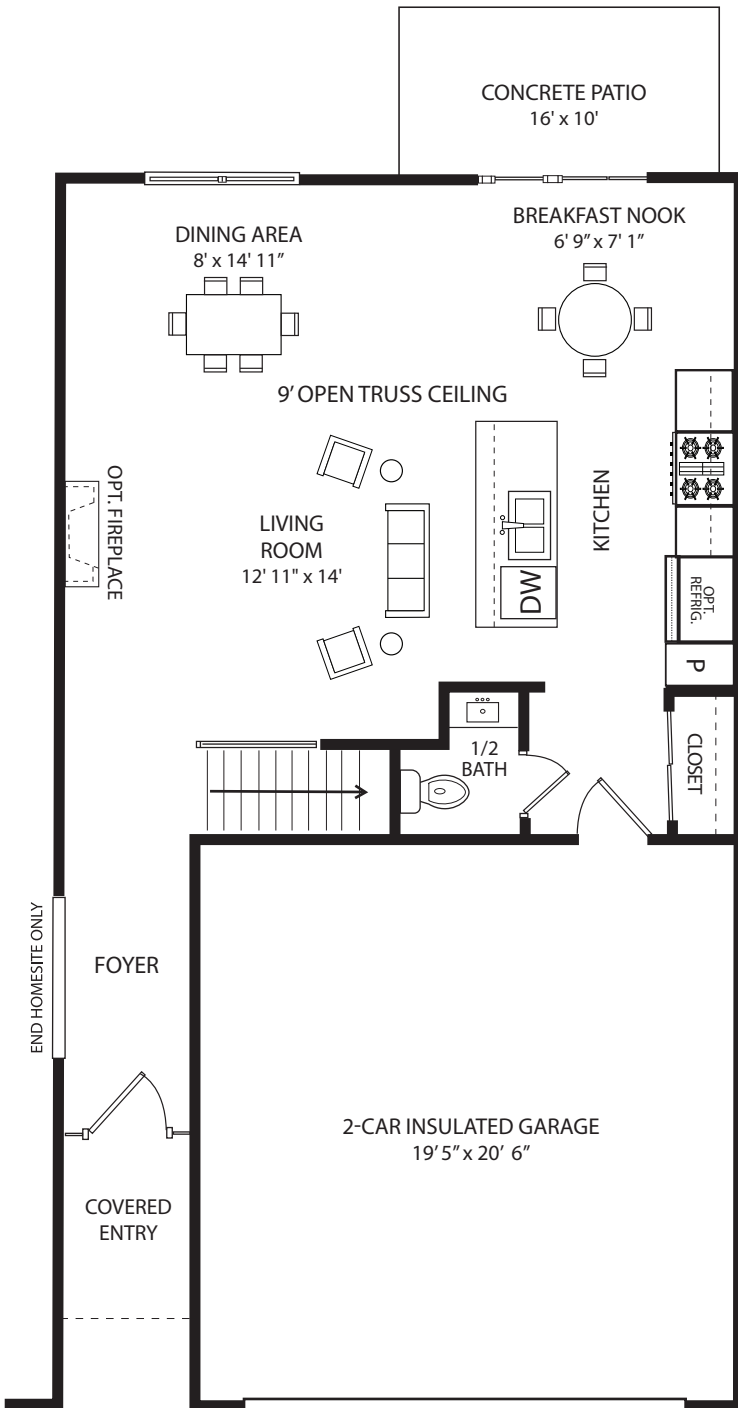 CONCRETE PATIO
16' x 10'
DINING AREA
8' x 14' 11”
BREAKFAST NOOK
6' 9” x 7' 1”
9’ OPEN TRUSS CEILING
OPT. FIREPLACE
LIVING
ROOM
12' 11" x 14'
KITCHEN
DW
OPT.
REFRIG.
P
1/2
BATH
CLOSET
END HOMESITE ONLY
FOYER
2-CAR INSULATED GARAGE
19’ 5” x 20’ 6”
COVERED
ENTRY